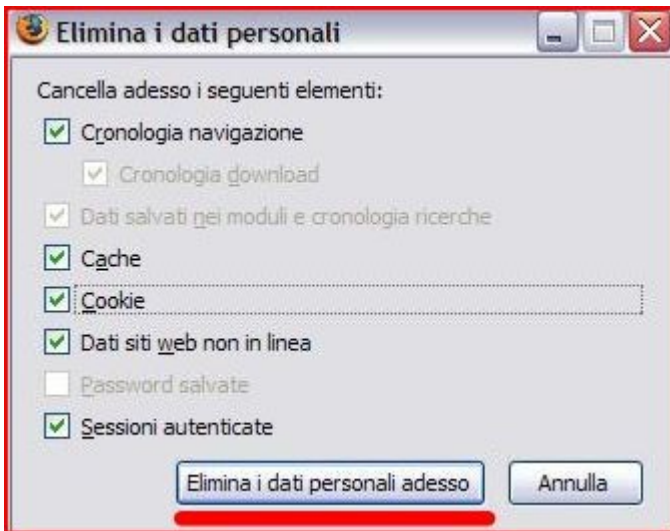 Elimina i dati personali
Cancella adesso i seguenti elementi:
Cronologia navigazione
Cronologia download
Dati salvati nei moduli e cronologia ricerche
Cache
Cookie
Dati siti web non in linea
Password salvate
Sessioni autenticate
Elimina i dati personali adesso Annulla